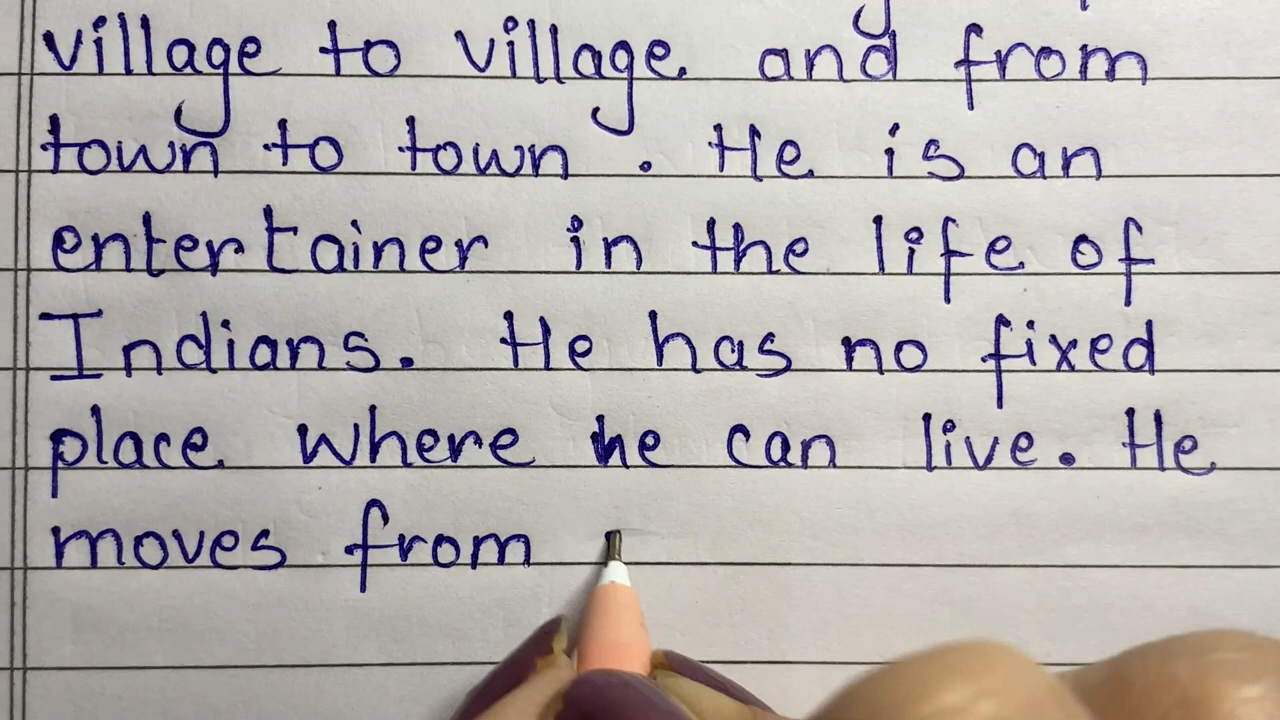 village to village and from
town to town. He is an
entertainer in the life of
Indians. He has no fixed
place where he can live. He
moves from